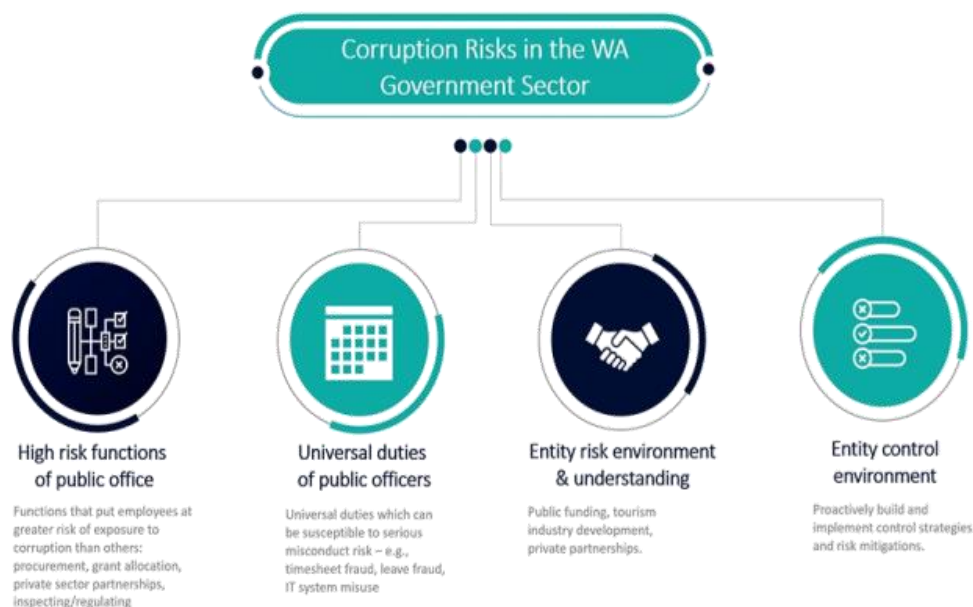 Corruption Risks in the WA
Government Sector
High risk functions
of public office
Functions that put employees at
greater risk of exposure to
corruption than others:
procurement, grant allocation,
private sector partnerships,
inspecting/regulating
Universal duties
of public officers
Universal duties which can
be susceptible to serious
misconduct risk – e.g.,
timesheet fraud, leave fraud,
IT system misuse
Entity risk environment
& understanding
Public funding, tourism
industry development,
private partnerships.
Entity control
environment
Proactively build and
implement control strategies
and risk mitigations.